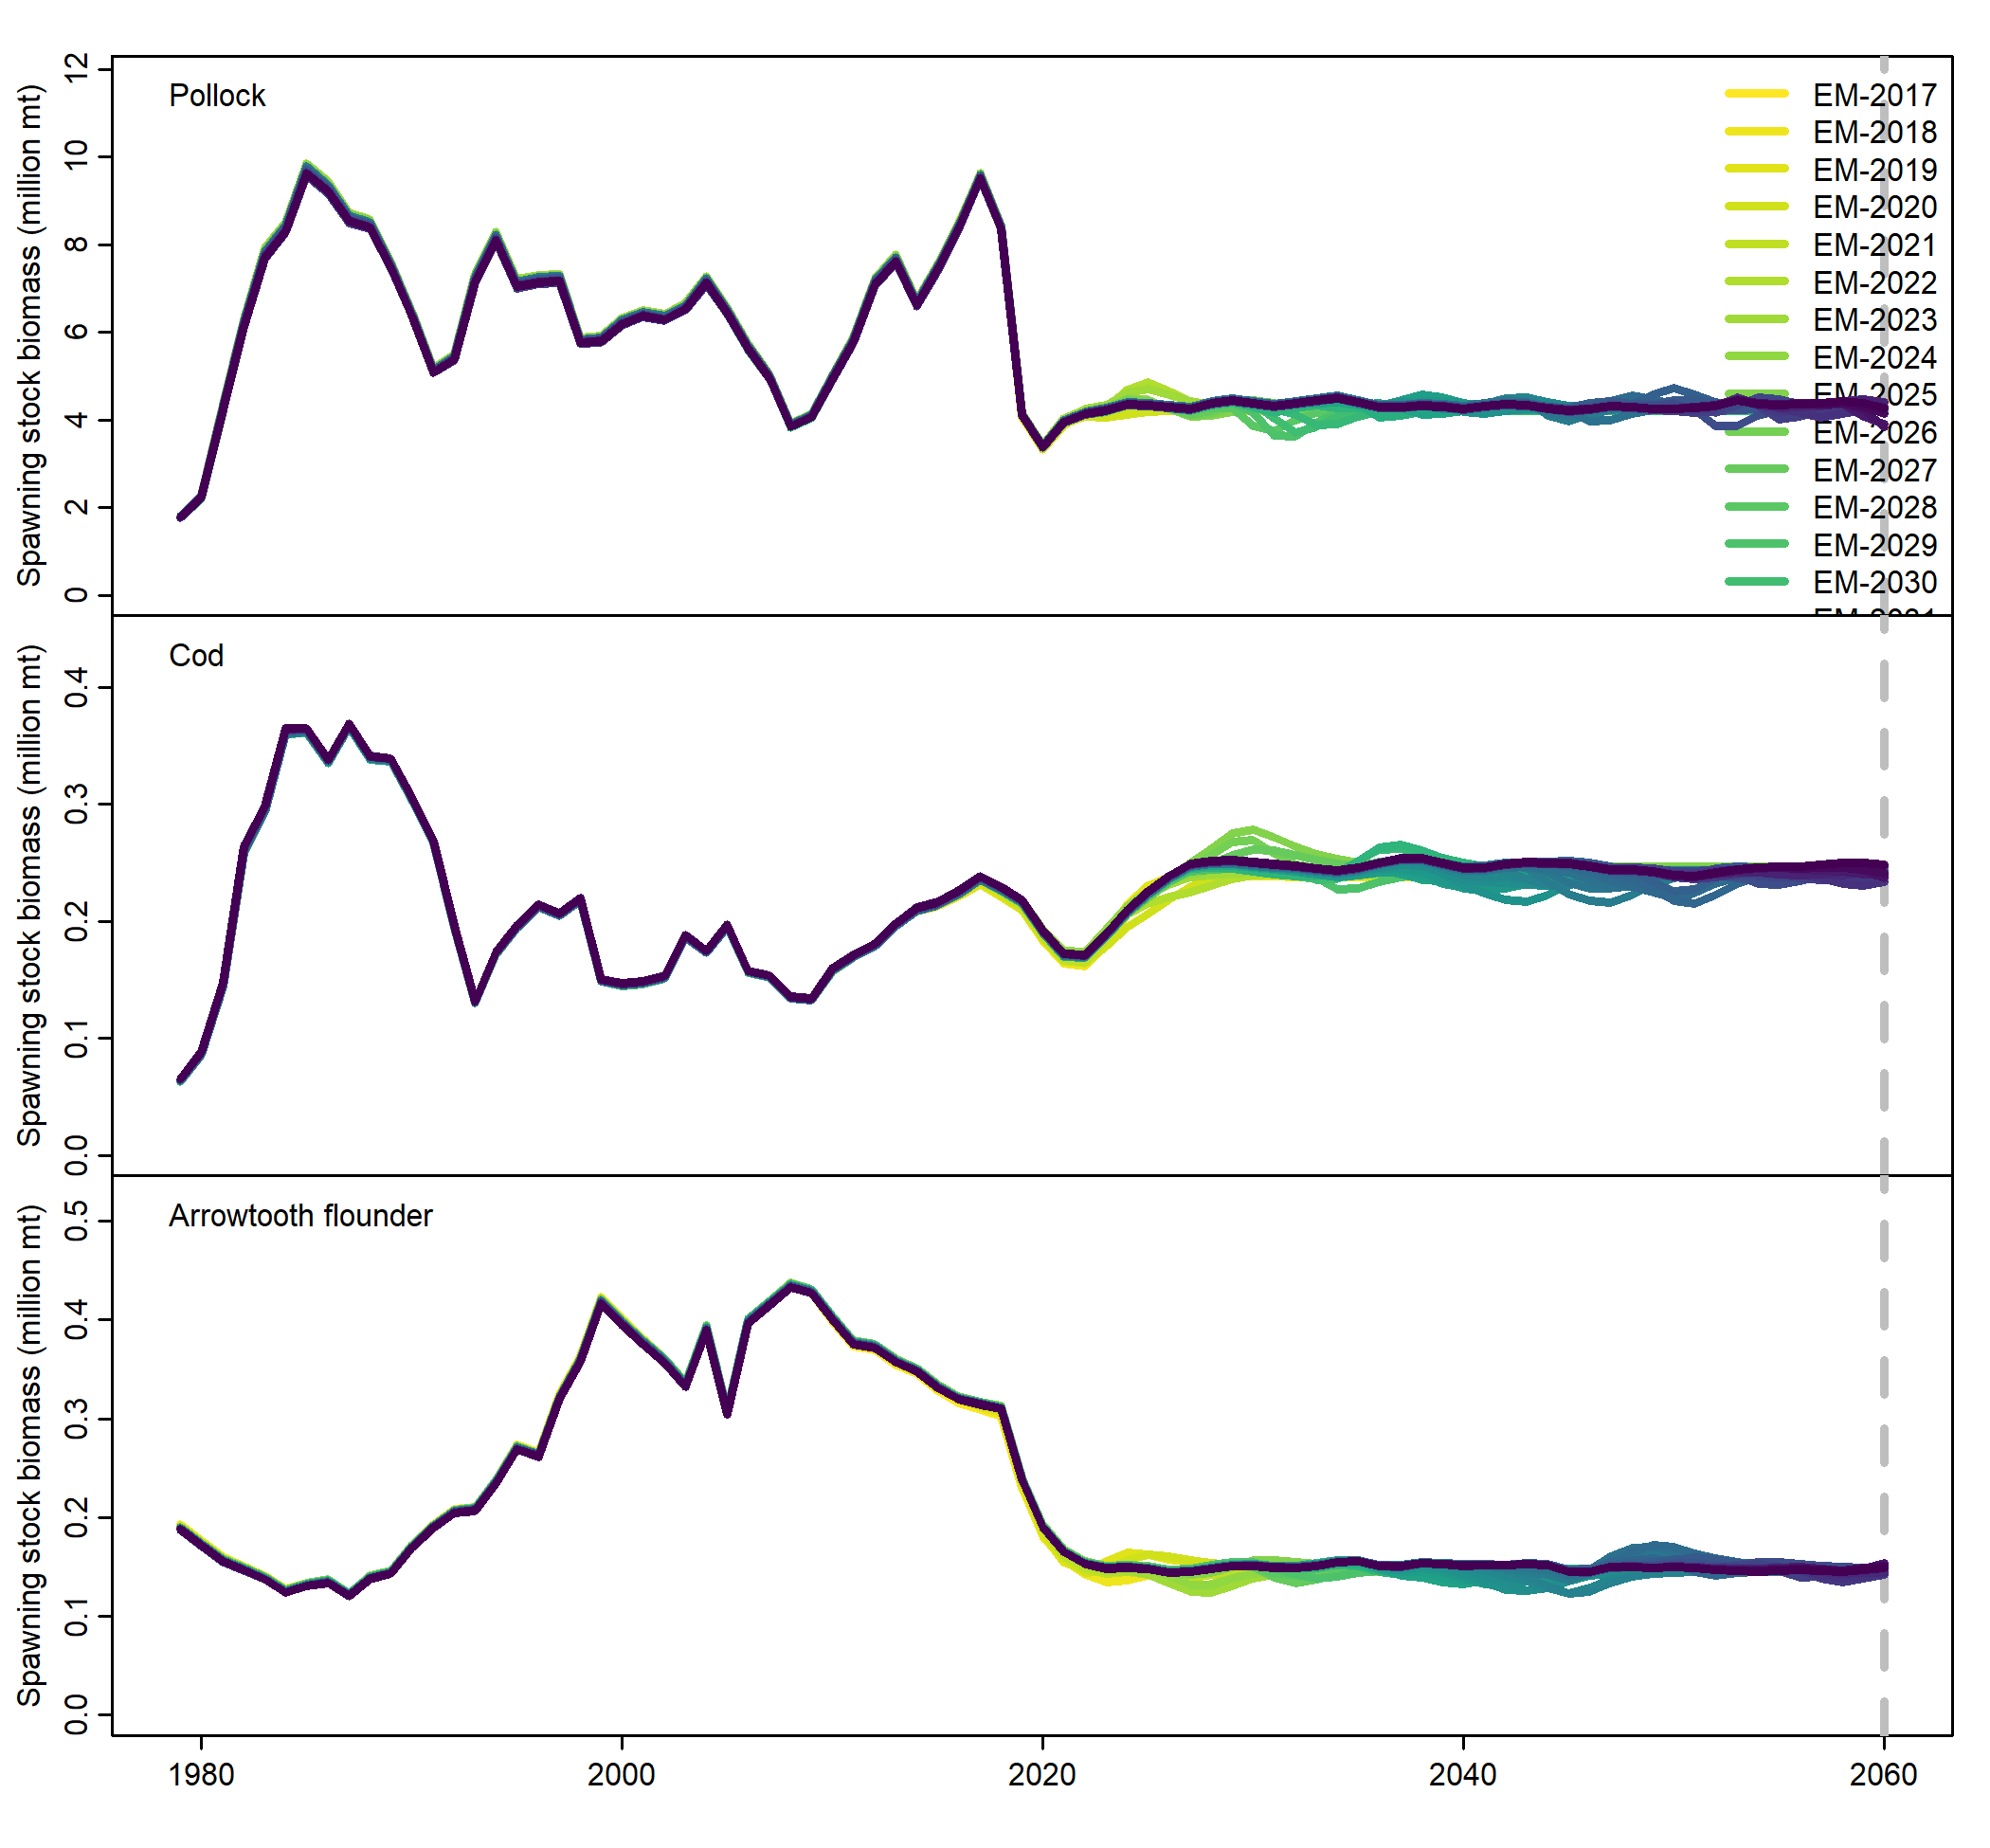 Pollock
Spawning stock biomass (million mt)
12
10
8
6
4
2
0
EM-2017
EM-2018
EM-2019
EM-2020
EM-2021
EM-2022
EM-2023
EM-2024
EM-2025
EM-2026
EM-2027
EM-2028
EM-2029
EM-2030
Cod
Spawning stock biomass (million mt)
0.4
0.3
0.2
0.1
0.0
Arrowtooth flounder
Spawning stock biomass (million mt)
0.5
0.4
0.3
0.2
0.1
0.0
1980
2000
2020
2040
2060